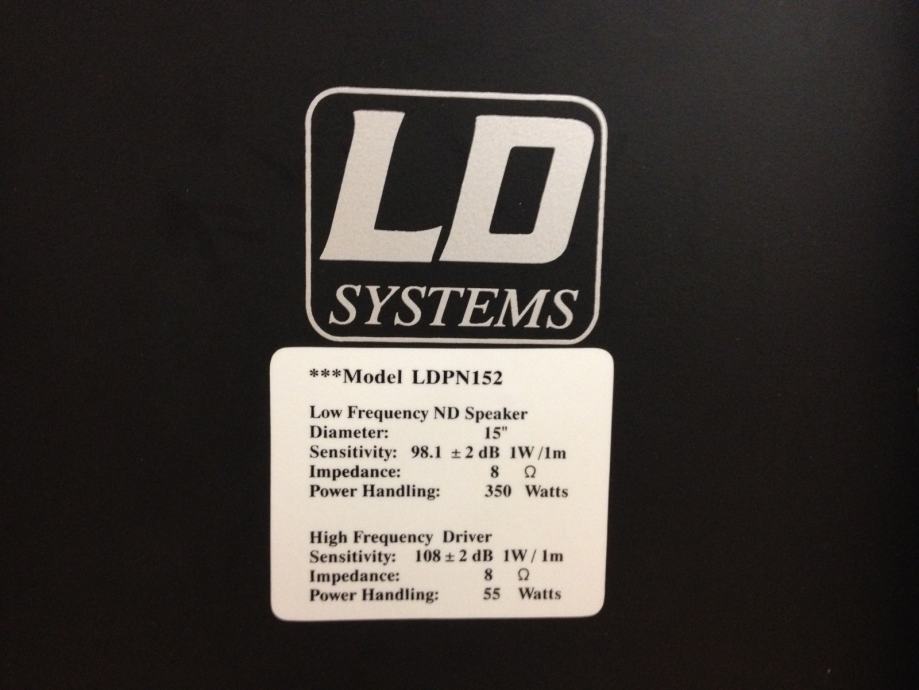 LD
SYSTEMS
***Model LDPN152
Low Frequency ND Speaker
Diameter: 15"
Sensitivity: 98.1 ± 2 dB 1W /1m
Impedance: 8 Ω
Power Handling: 350 Watts
High Frequency Driver
Sensitivity: 108 ± 2 dB 1W / 1m
Impedance: 8 Ω
Power Handling: 55 Watts